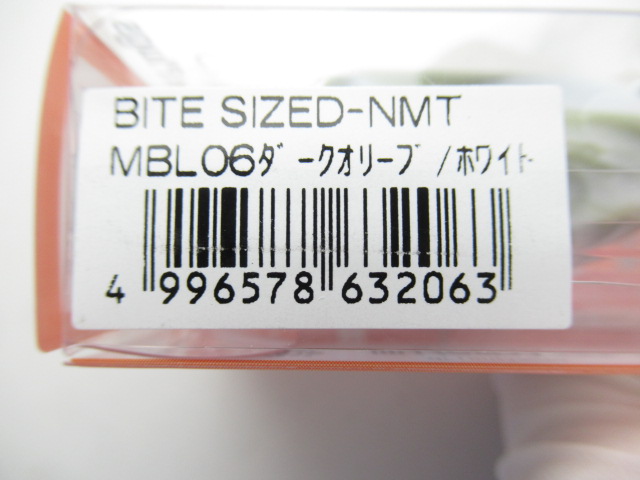 BITE SIZED-NMT
MBL06ﾀﾞｰｸｵﾘｰﾌﾞ/ﾎﾜｲﾄ
4 996578 632063